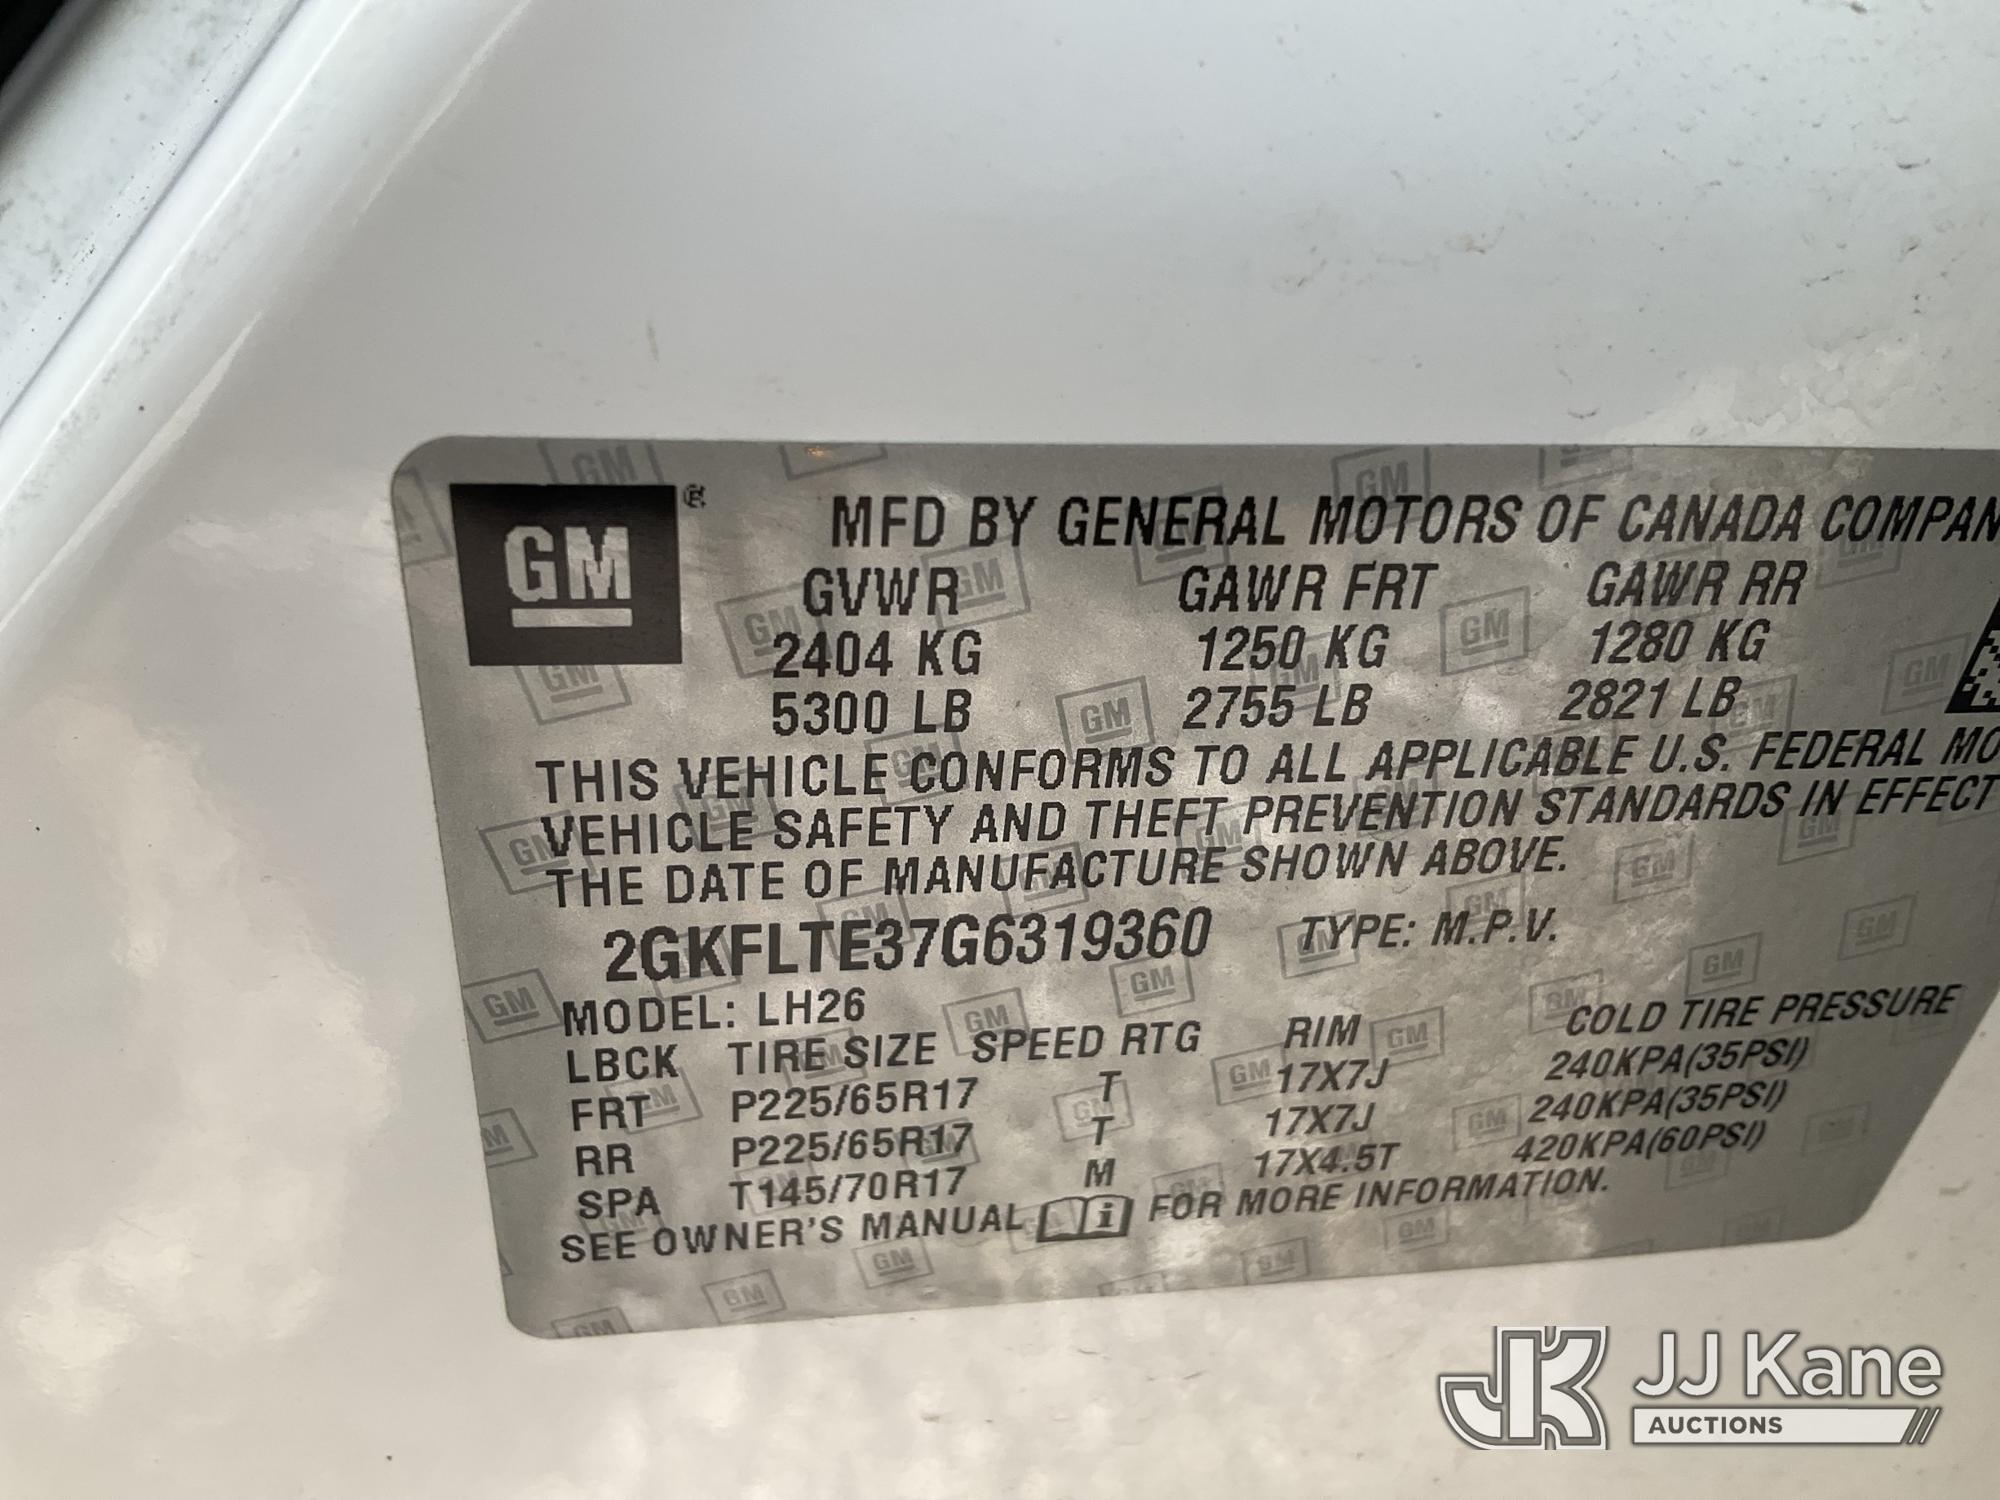 GM
MFD BY GENERAL MOTORS OF CANADA COMPAN
GVWR GAWR FRT GAWR RR
2404 KG 1250 KG 1280 KG
5300 LB 2755 LB 2821 LB
THIS VEHICLE CONFORMS TO ALL APPLICABLE U.S. FEDERAL MO
VEHICLE SAFETY AND THEFT PREVENTION STANDARDS IN EFFECT
THE DATE OF MANUFACTURE SHOWN ABOVE.
2GKFLTE37G6319360 TYPE: M.P.V.
MODEL: LH26
LBCK TIRE SIZE SPEED RTG RIM COLD TIRE PRESSURE
FRT P225/65R17 T 17X7J 240KPA(35PSI)
RR P225/65R17 T 17X7J 240KPA(35PSI)
SPA T145/70R17 M 17X4.5T 420KPA(60PSI)
SEE OWNER'S MANUAL FOR MORE INFORMATION.
JJ Kane
AUCTIONS